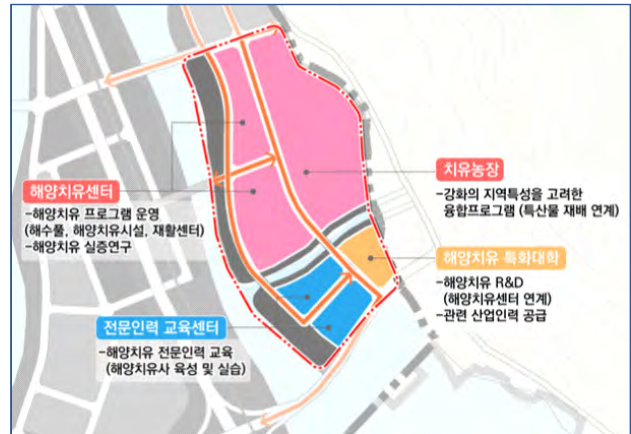 해양치유센터
-해양치유 프로그램 운영
(해수풀, 해양치유시설, 재활센터)
-해양치유 실증연구
치유농장
-강화의 지역특성을 고려한
융합프로그램 (특산물 재배 연계)
해양치유 특화대학
-해양치유 R&D
(해양치유센터 연계)
-관련 산업인력 공급
전문인력 교육센터
-해양치유 전문인력 교육
(해양치유사 육성 및 실습)